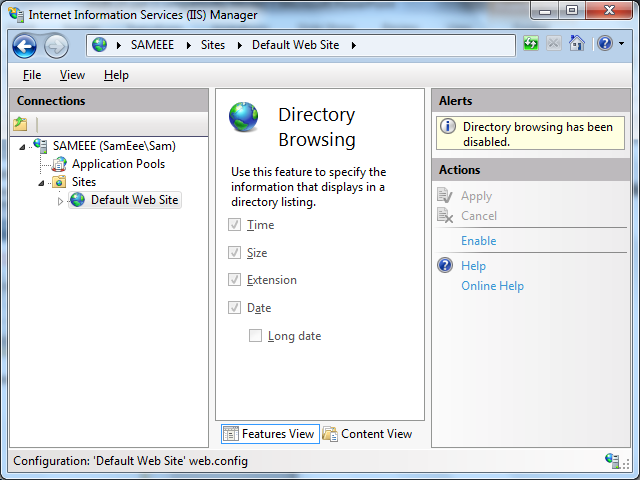 Internet Information Services (IIS) Manager
SAMEEE Sites Default Web Site
File View Help
Connections
SAMEEE (SamEee\Sam)
Application Pools
Sites
Default Web Site
Directory
Browsing
Use this feature to specify the
information that displays in a
directory listing.
Time
Size
Extension
Date
Long date
Features View Content View
Alerts
Directory browsing has been
disabled.
Actions
Apply
Cancel
Enable
Help
Online Help
Configuration: 'Default Web Site' web.config